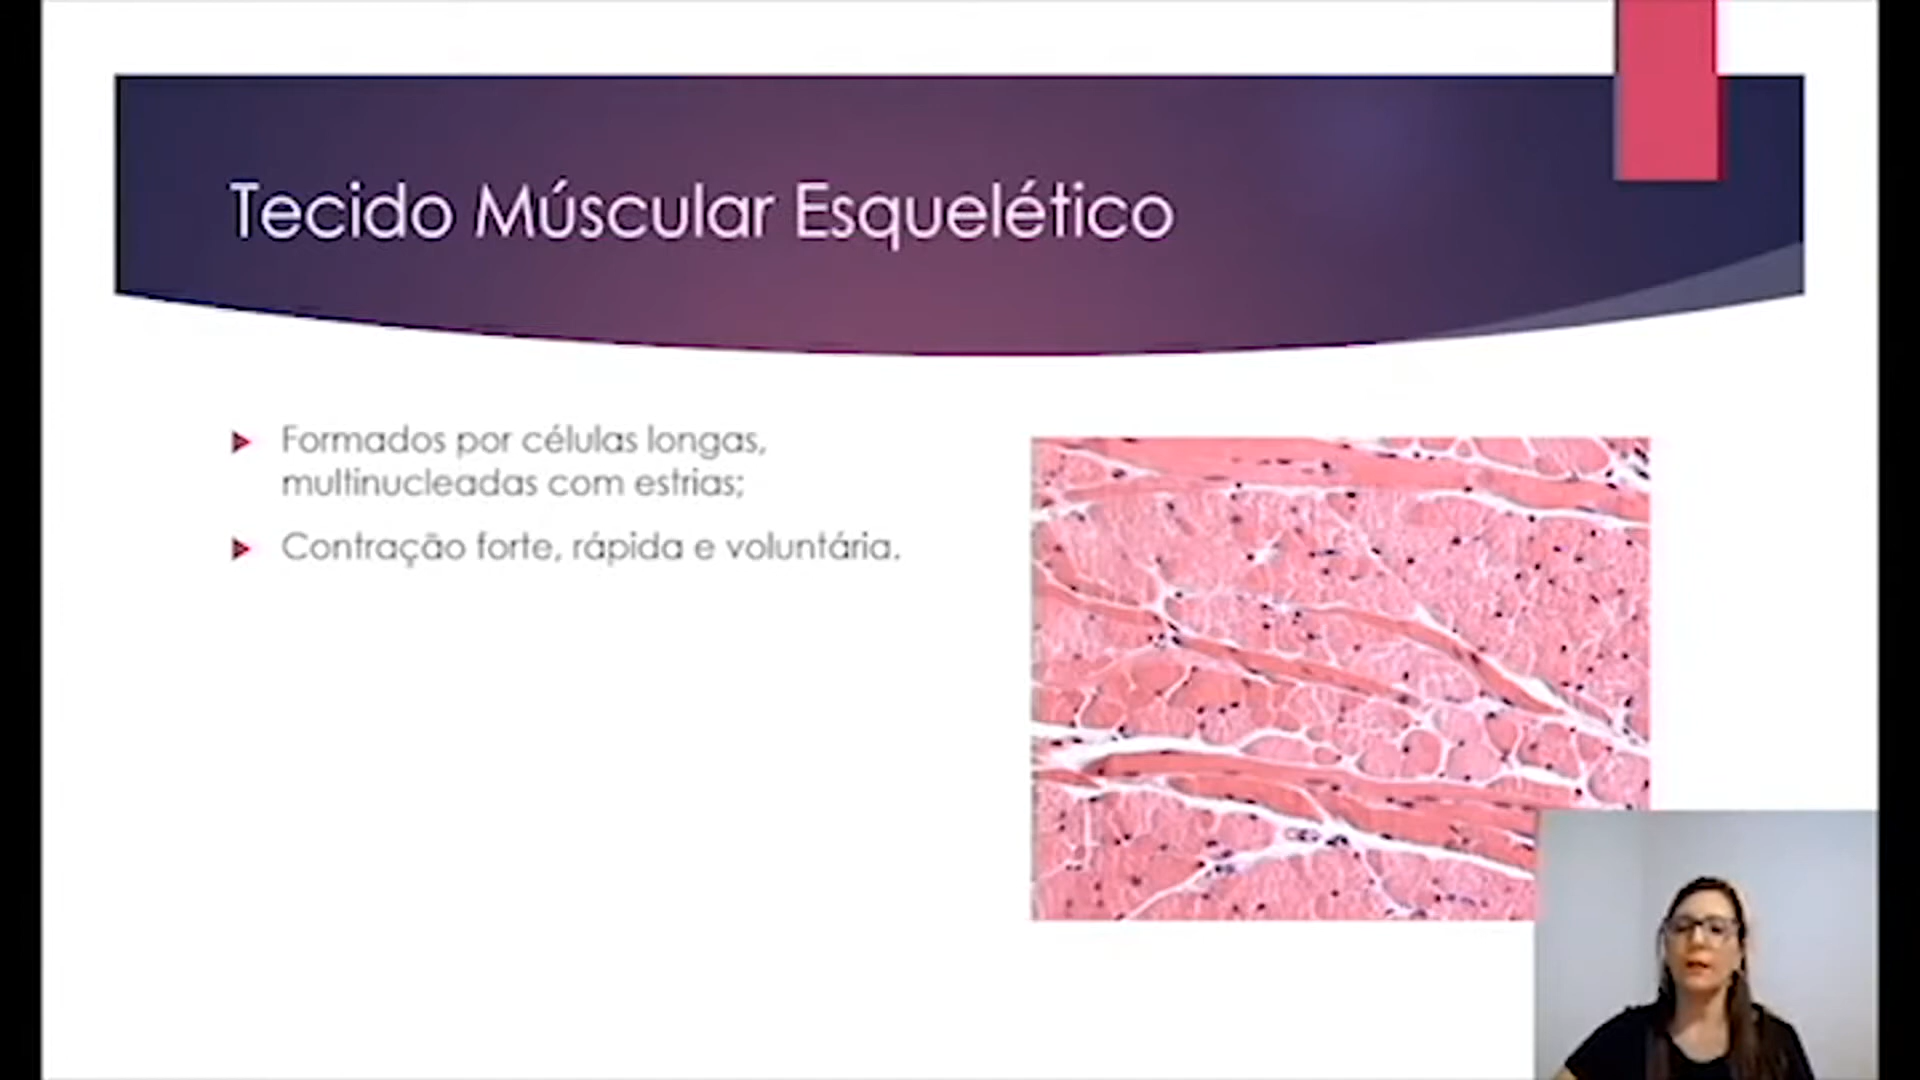 Tecido Múscular Esquelético
Formados por células longas,
multinucleadas com estrias;
Contração forte, rápida e voluntária.